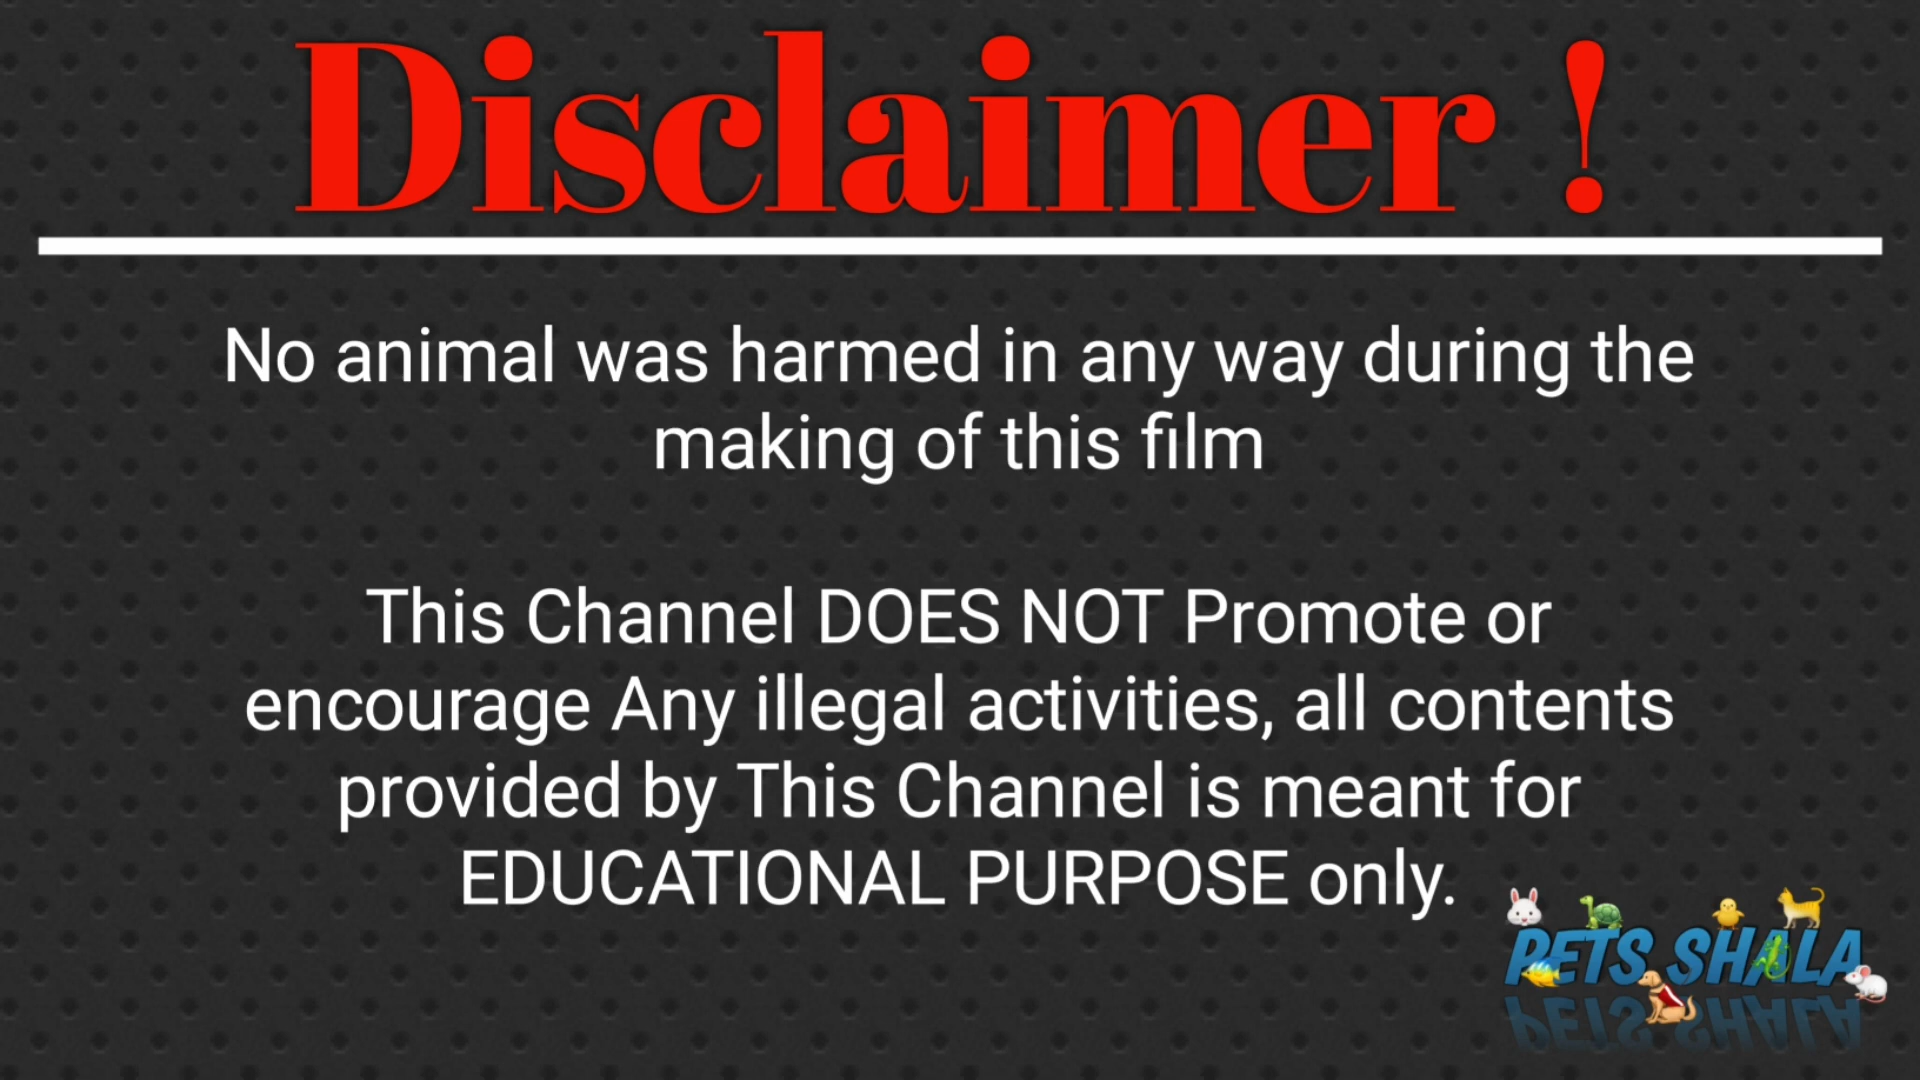 Disclaimer !
No animal was harmed in any way during the
making of this film
This Channel DOES NOT Promote or
encourage Any illegal activities, all contents
provided by This Channel is meant for
EDUCATIONAL PURPOSE only.
PETS SHALA